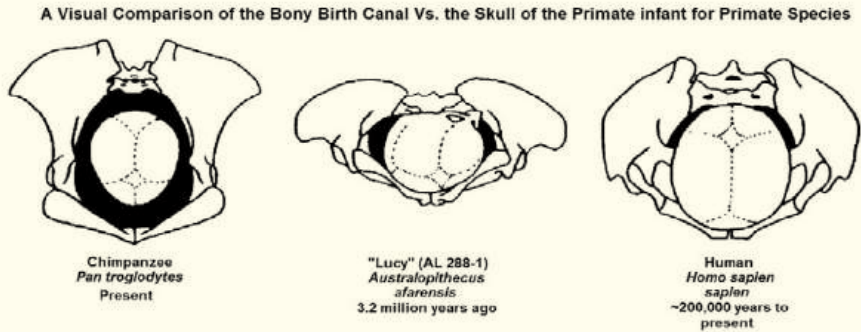 A Visual Comparison of the Bony Birth Canal Vs. the Skull of the Primate infant for Primate Species
Chimpanzee
Pan troglodytes
Present
"Lucy" (AL 288-1)
Australopithecus
afarensis
3.2 million years ago
Human
Homo sapien
sapien
~200,000 years to
present